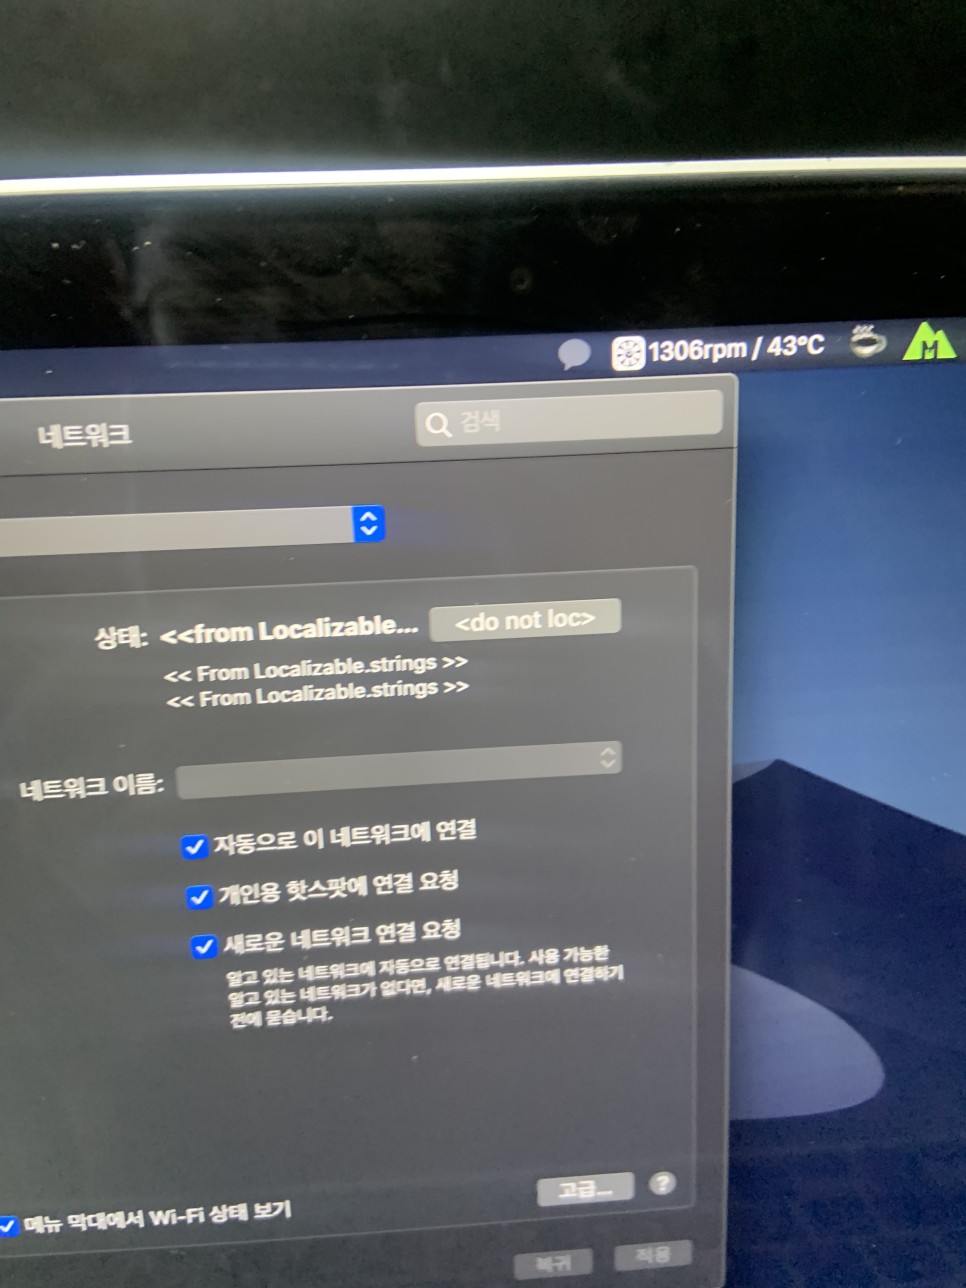 1306rpm / 43°C
M
네트워크
검색
상태: <<from Localizable... <do not loc>
<< From Localizable.strings >>
<< From Localizable.strings >>
네트워크 이름:
자동으로 이 네트워크에 연결
개인용 핫스팟에 연결 요청
새로운 네트워크 연결 요청
알고 있는 네트워크에 자동으로 연결됩니다. 사용 가능한
알고 있는 네트워크가 없다면, 새로운 네트워크에 연결하기
전에 묻습니다.
고급... ?
메뉴 막대에서 Wi-Fi 상태 보기
복귀 적용